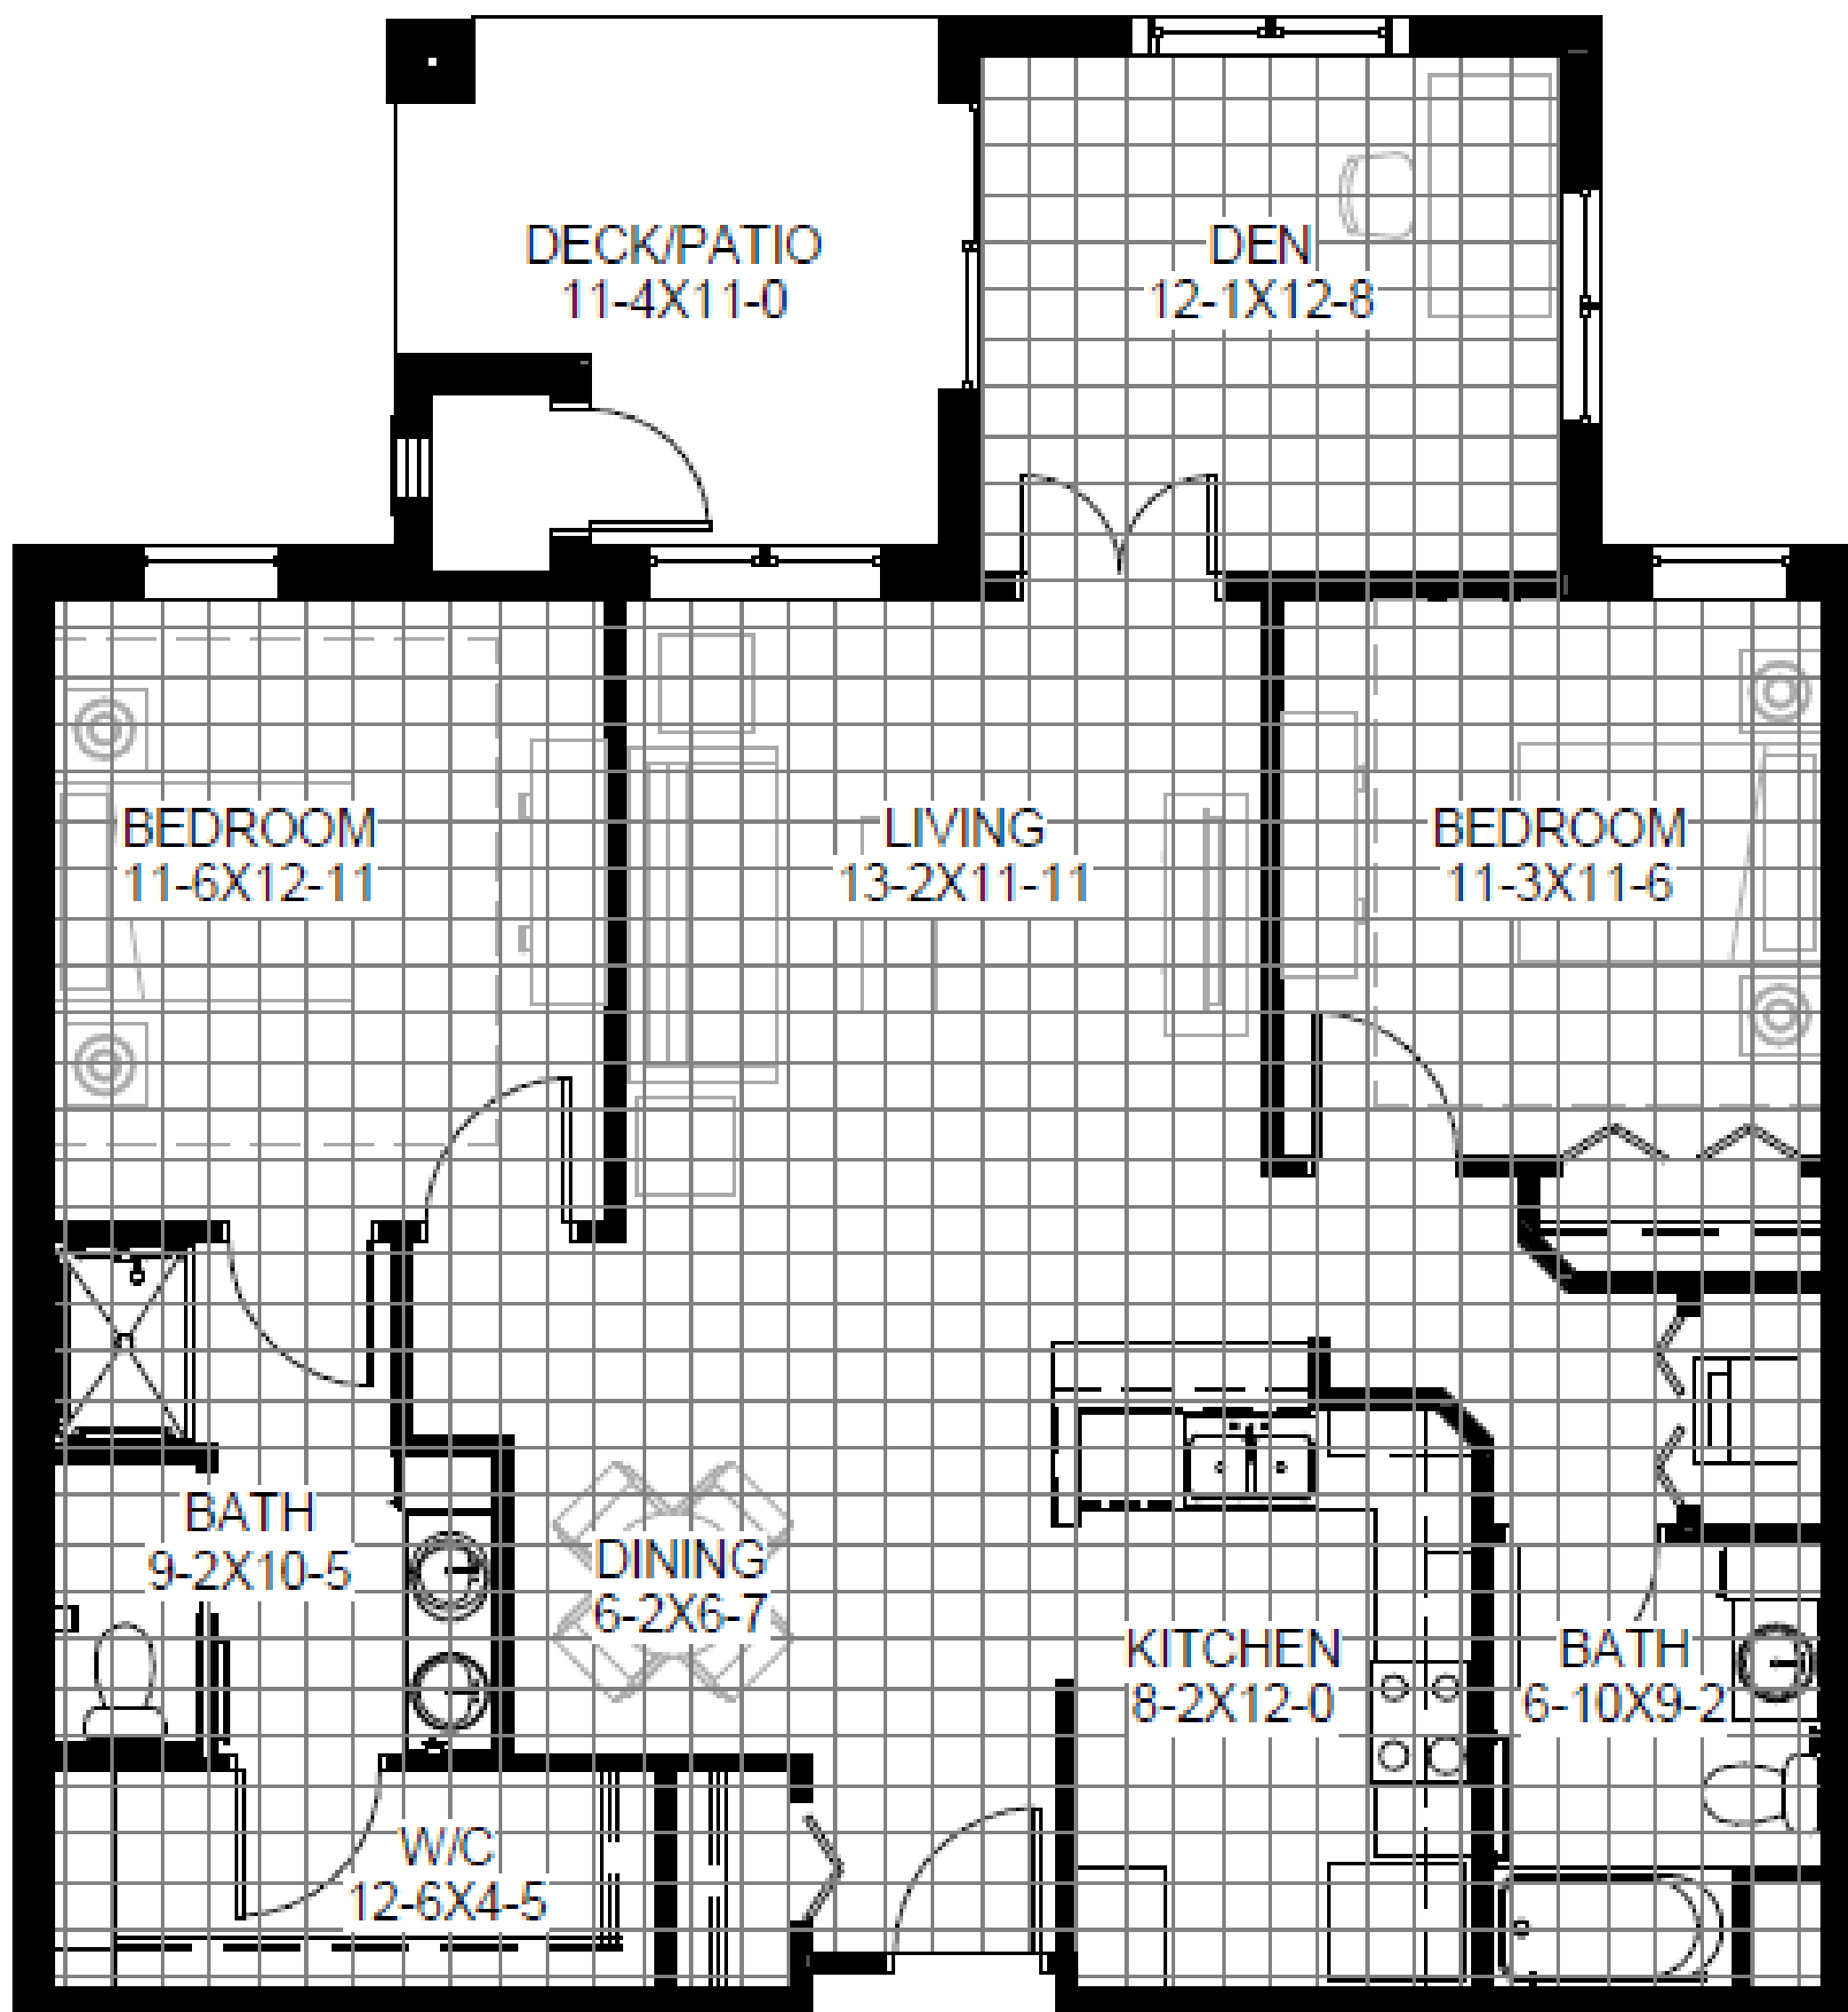 DECK/PATIO
11-4X11-0
DEN
12-1X12-8
BEDROOM
11-6X12-11
LIVING
13-2X11-11
BEDROOM
11-3X11-6
BATH
9-2X10-5
DINING
6-2X6-7
KITCHEN
8-2X12-0
BATH
6-10X9-2
W/C
12-6X4-5